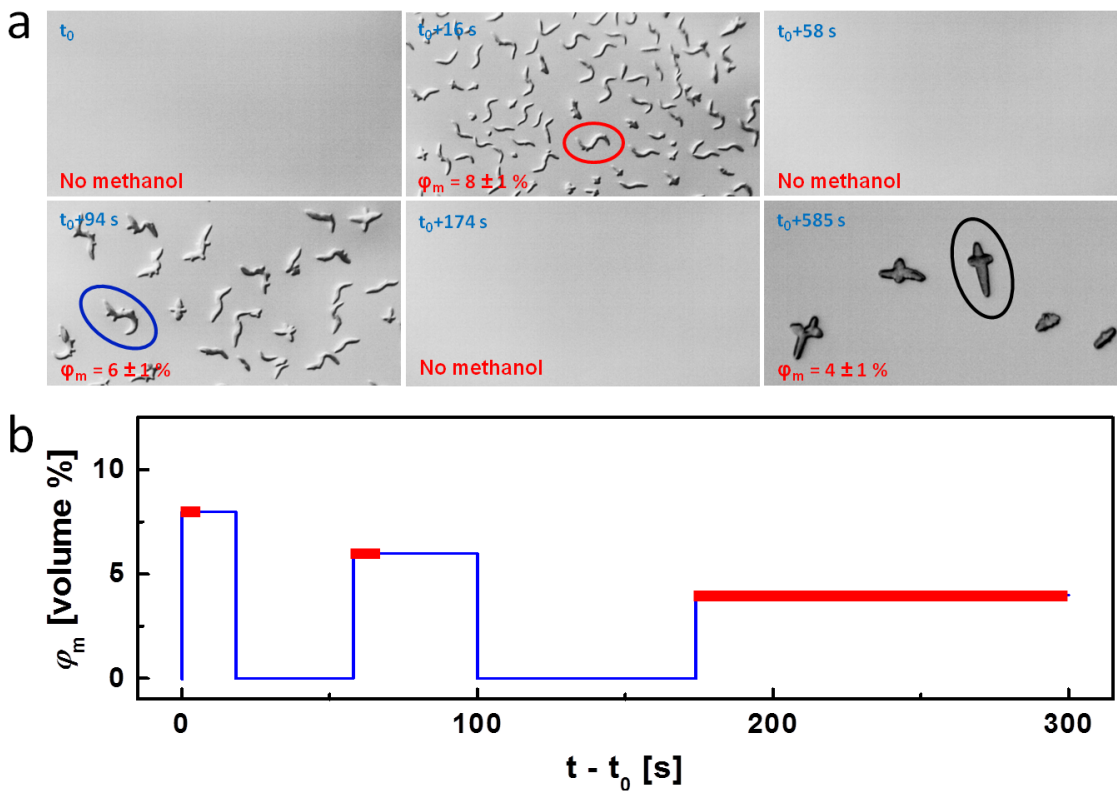 a
t₀
t₀+16 s
t₀+58 s
No methanol
φₘ = 8 ± 1 %
No methanol
t₀+94 s
t₀+174 s
t₀+585 s
φₘ = 6 ± 1 %
No methanol
φₘ = 4 ± 1 %
b
φₘ [volume %]
10
5
0
0
100
200
300
t - t₀ [s]